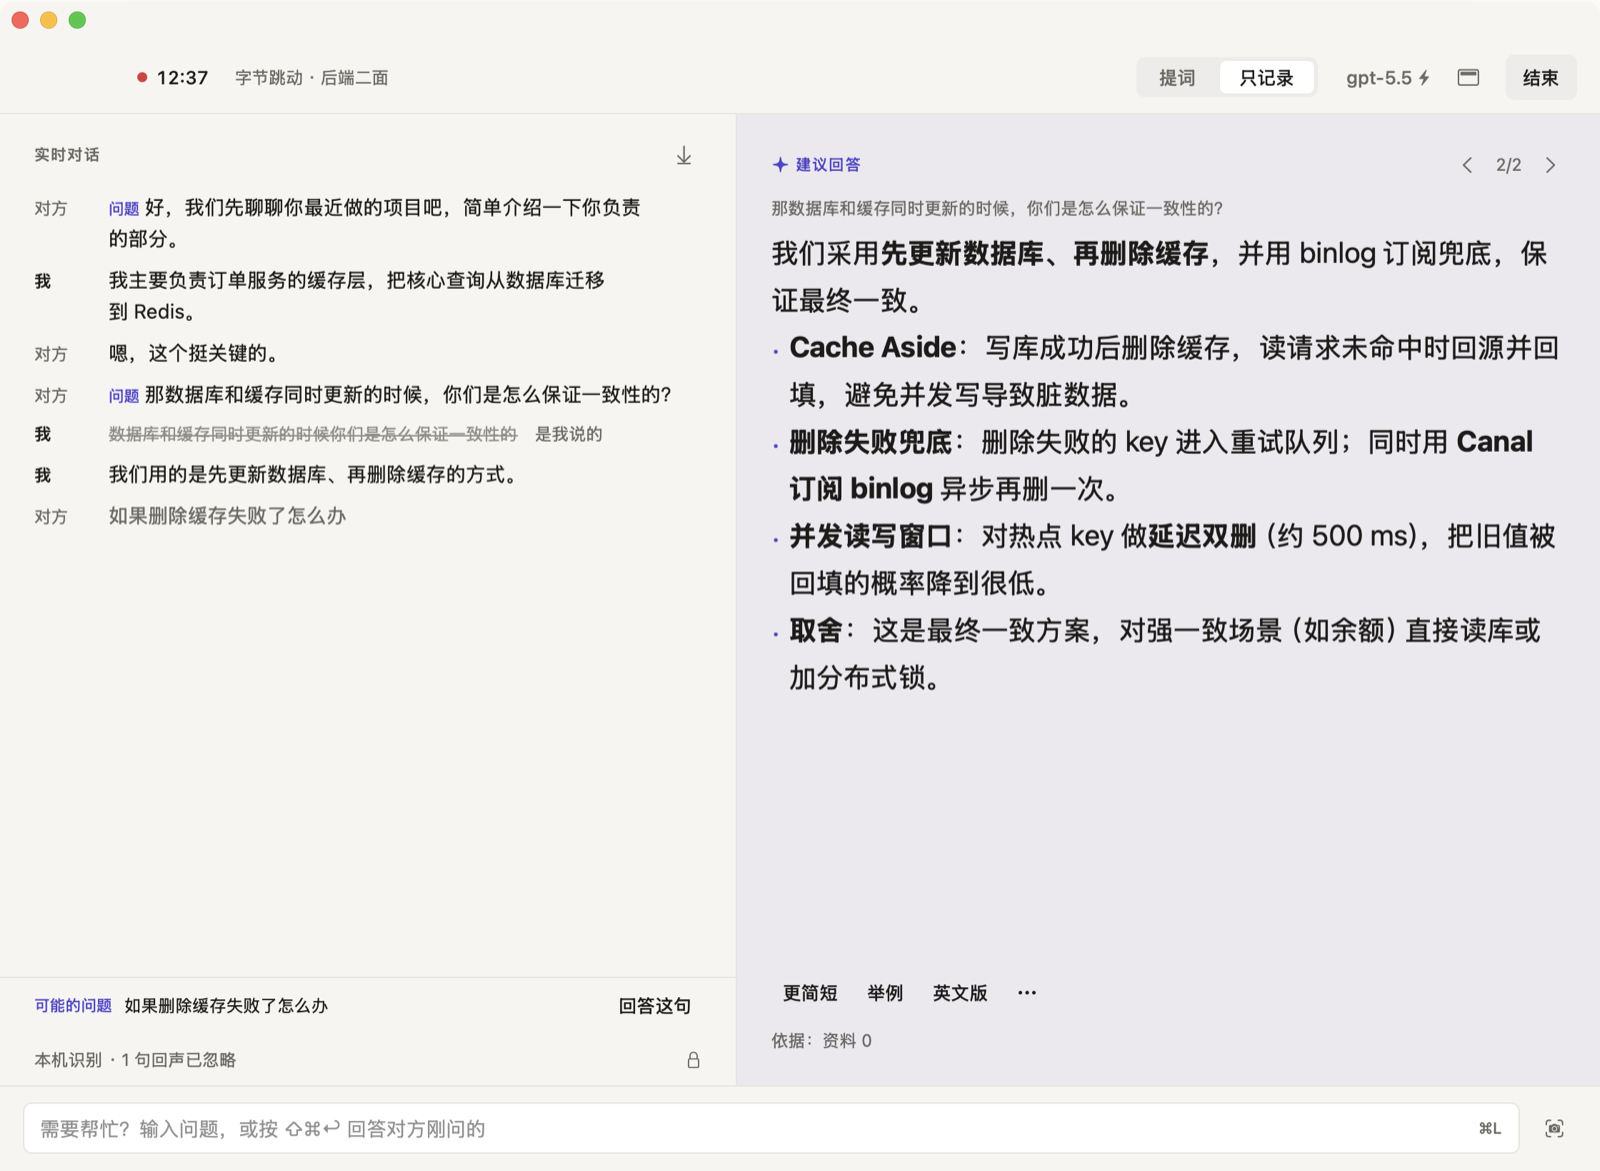 12:37 字节跳动 · 后端二面
提词 只记录 gpt-5.5 结束
实时对话
对方 问题 好，我们先聊聊你最近做的项目吧，简单介绍一下你负责
的部分。
我 我主要负责订单服务的缓存层，把核心查询从数据库迁移
到 Redis。
对方 嗯，这个挺关键的。
对方 问题 那数据库和缓存同时更新的时候，你们是怎么保证一致性的？
我 数据库和缓存同时更新的时候你们是怎么保证一致性的 是我说的
我 我们用的是先更新数据库、再删除缓存的方式。
对方 如果删除缓存失败了怎么办
可能的问题 如果删除缓存失败了怎么办 回答这句
本机识别 · 1 句回声已忽略
建议回答 2/2
那数据库和缓存同时更新的时候，你们是怎么保证一致性的？
我们采用先更新数据库、再删除缓存，并用 binlog 订阅兜底，保
证最终一致。
· Cache Aside：写库成功后删除缓存，读请求未命中时回源并回
填，避免并发写导致脏数据。
· 删除失败兜底：删除失败的 key 进入重试队列；同时用 Canal
订阅 binlog 异步再删一次。
· 并发读写窗口：对热点 key 做延迟双删（约 500 ms），把旧值被
回填的概率降到很低。
· 取舍：这是最终一致方案，对强一致场景（如余额）直接读库或
加分布式锁。
更简短 举例 英文版 ···
依据：资料 0
需要帮忙？输入问题，或按 ⇧⌘↩ 回答对方刚问的 ⌘L